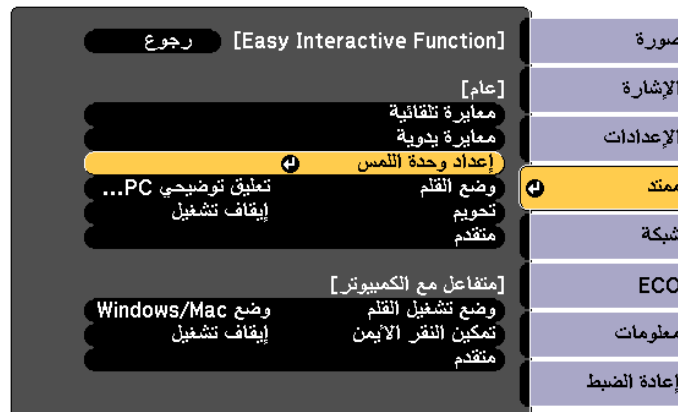 [Easy Interactive Function] رجوع
[عام]
معايرة تلقائية
معايرة يدوية
إعداد وحدة اللمس
وضع القلم تعليق توضيحي PC...
تحويم إيقاف تشغيل
متقدم
[متفاعل مع الكمبيوتر]
وضع تشغيل القلم وضع Windows/Mac
تمكين النقر الأيمن إيقاف تشغيل
متقدم
صورة
الإشارة
الإعدادات
ممتد
شبكة
ECO
معلومات
إعادة الضبط